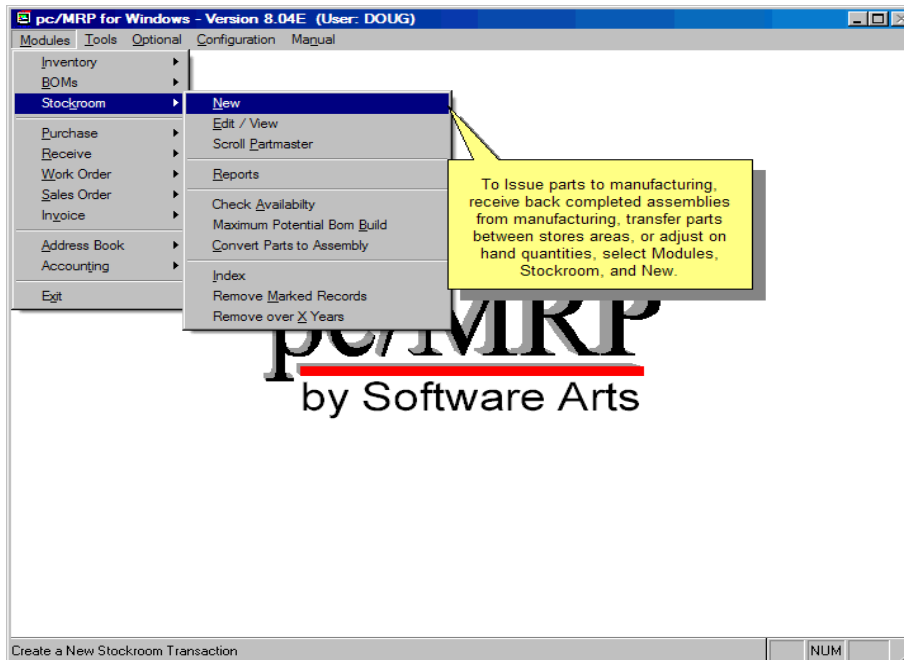 pc/MRP for Windows - Version 8.04E (User: DOUG)
Modules Tools Optional Configuration Manual
Inventory
BOMs
Stockroom
Purchase
Receive
Work Order
Sales Order
Invoice
Address Book
Accounting
Exit
New
Edit / View
Scroll Partmaster
Reports
Check Availabilty
Maximum Potential Bom Build
Convert Parts to Assembly
Index
Remove Marked Records
Remove over X Years
To Issue parts to manufacturing,
receive back completed assemblies
from manufacturing, transfer parts
between stores areas, or adjust on
hand quantities, select Modules,
Stockroom, and New.
pc/MRP
by Software Arts
Create a New Stockroom Transaction
NUM